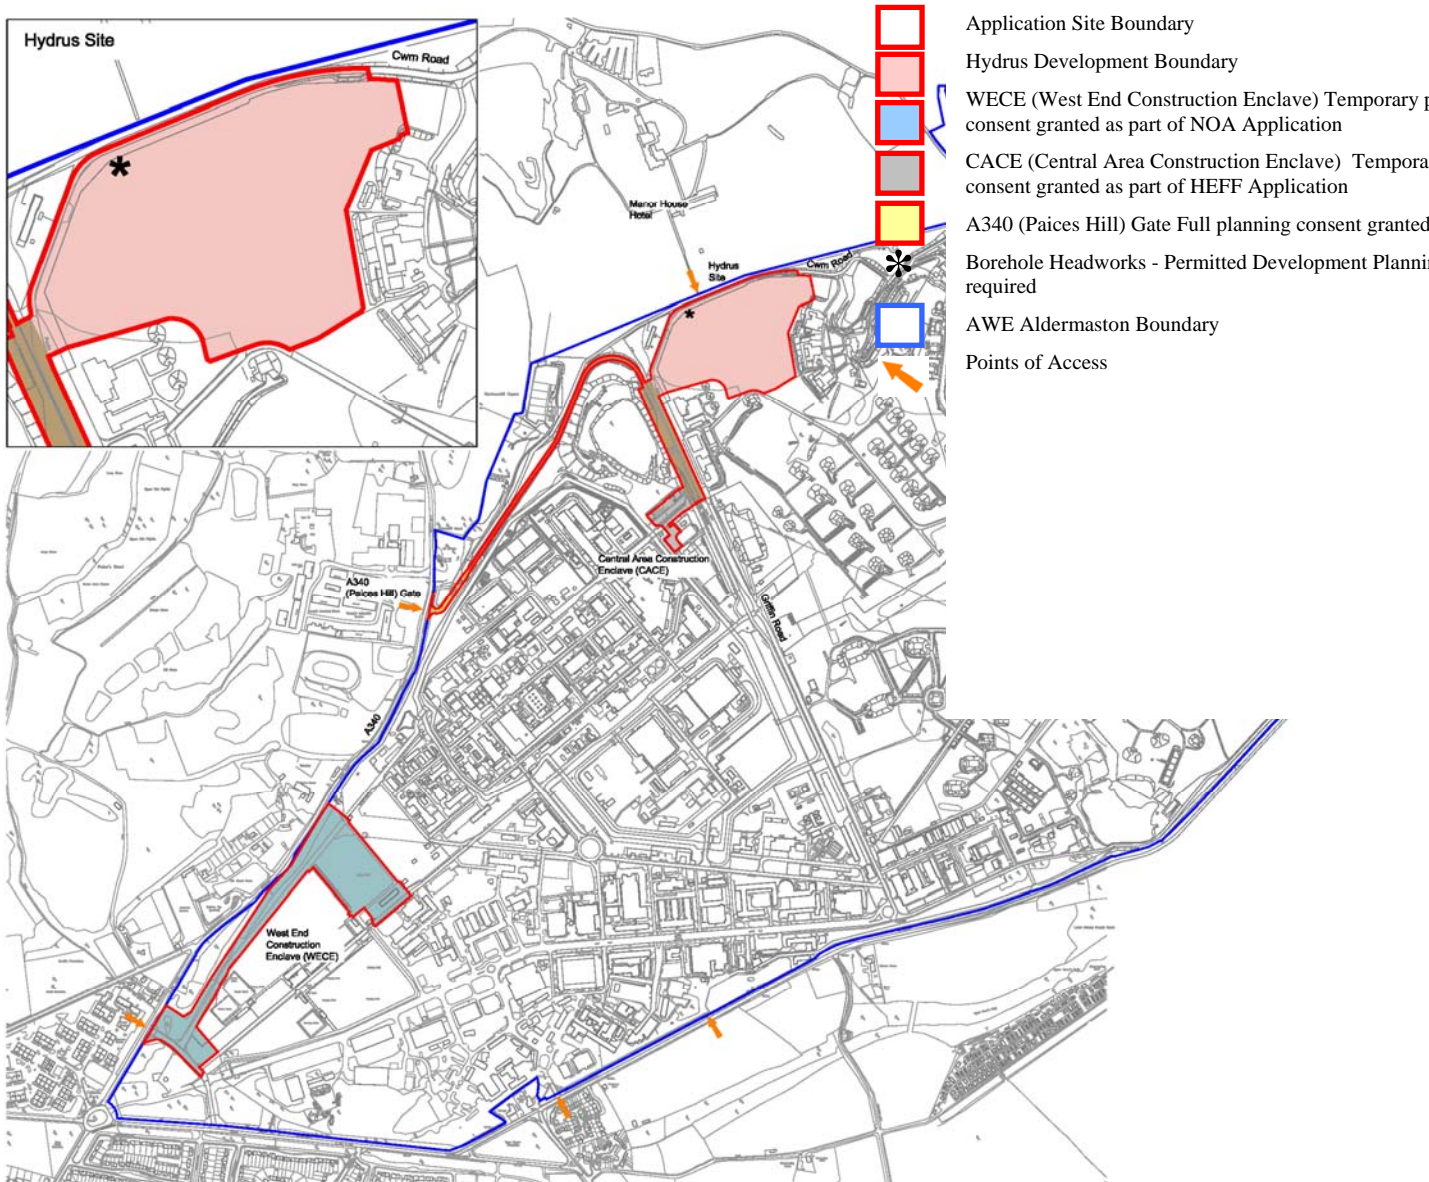 Hydrus Site
Cwm Road
Application Site Boundary
Hydrus Development Boundary
WECE (West End Construction Enclave) Temporary p
consent granted as part of NOA Application
CACE (Central Area Construction Enclave) Tempora
consent granted as part of HEFF Application
A340 (Paices Hill) Gate Full planning consent granted
Borehole Headworks - Permitted Development Plannin
required
AWE Aldermaston Boundary
Points of Access
Manor House
Hotel
Hydrus
Site
Cwm Road
Central Area Construction
Enclave (CACE)
A340
(Paices Hill) Gate
Griffin Road
A340
West End
Construction
Enclave (WECE)